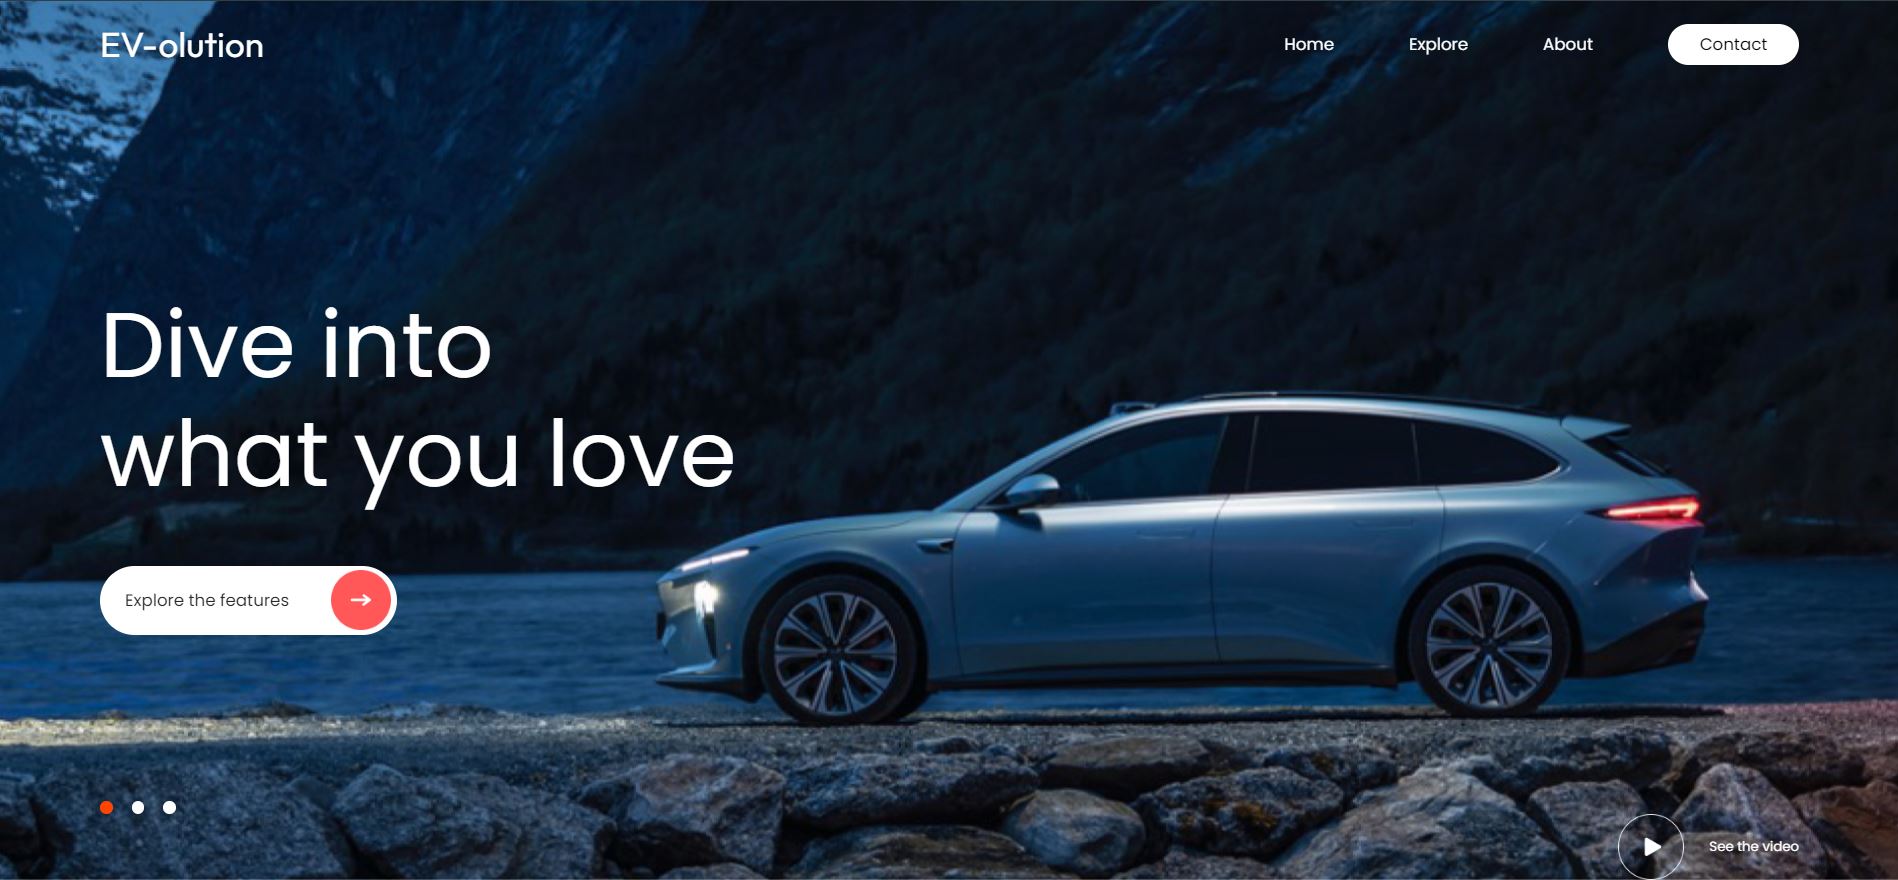 EV-olution
Home
Explore
About
Contact
Dive into
what you love
Explore the features
See the video